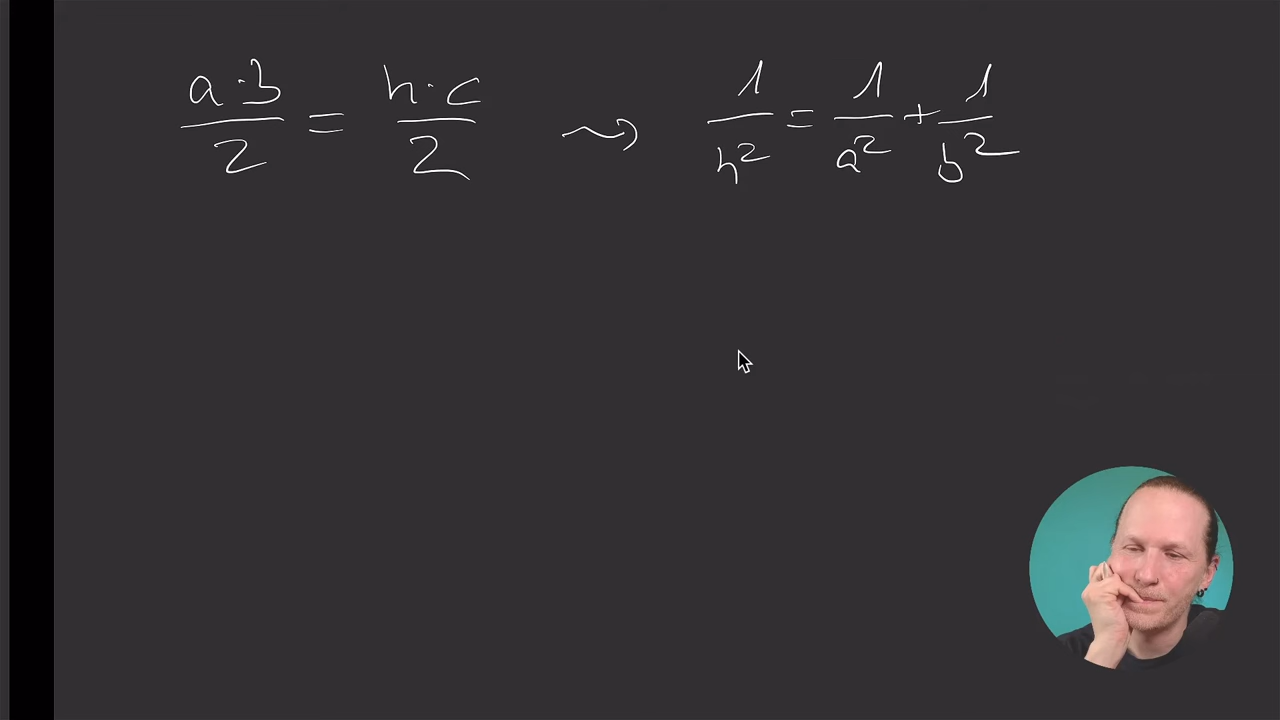 a·b/2 = h·c/2 ⇝ 1/h² = 1/a² + 1/b²